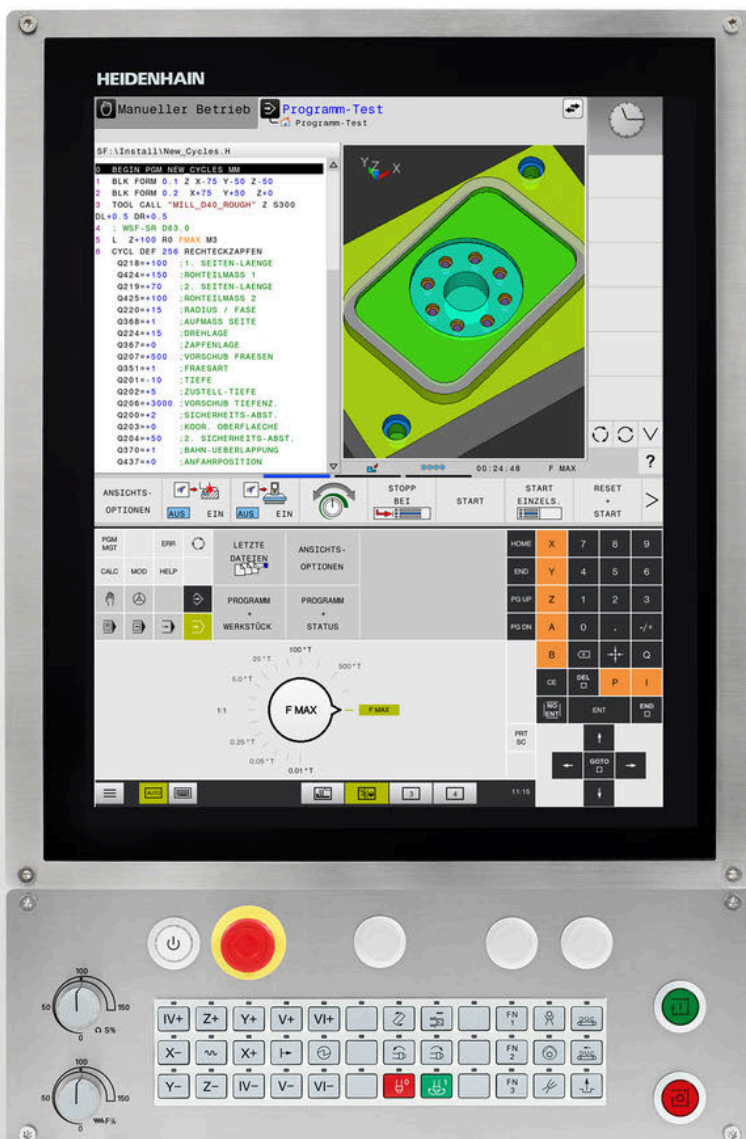 HEIDENHAIN
Manueller Betrieb
Programm-Test
Programm-Test
SF:\Install\New_Cycles.H
0 BEGIN PGM NEW_CYCLES MM
1 BLK FORM 0.1 Z X-75 Y-50 Z-50
2 BLK FORM 0.2 X+75 Y+50 Z+0
3 TOOL CALL "MILL_D40_ROUGH" Z S300
DL+0.5 DR+0.5
4 ; WSF-SR D63.0
5 L Z+100 R0 FMAX M3
6 CYCL DEF 256 RECHTECKZAPFEN
Q218=+100 ;1. SEITEN-LAENGE
Q424=+150 ;ROHTEILMASS 1
Q219=+70 ;2. SEITEN-LAENGE
Q425=+100 ;ROHTEILMASS 2
Q220=+15 ;RADIUS / FASE
Q368=+1 ;AUFMASS SEITE
Q224=+15 ;DREHLAGE
Q367=+0 ;ZAPFENLAGE
Q207=+500 ;VORSCHUB FRAESEN
Q351=+1 ;FRAESART
Q201=-10 ;TIEFE
Q202=+5 ;ZUSTELL-TIEFE
Q206=+3000 ;VORSCHUB TIEFENZ.
Q200=+2 ;SICHERHEITS-ABST.
Q203=+0 ;KOOR. OBERFLAECHE
Q204=+50 ;2. SICHERHEITS-ABST.
Q370=+1 ;BAHN-UEBERLAPPUNG
Q437=+0 ;ANFAHRPOSITION
Y Z X
?
00:24:48 F MAX
ANSICHTS-
OPTIONEN
AUS EIN
AUS EIN
STOPP
BEI
START
START
EINZELS.
RESET
+
START
PGM
MGT
ERR
CALC MOD HELP
LETZTE
DATEIEN
ANSICHTS-
OPTIONEN
PROGRAMM
+
WERKSTÜCK
PROGRAMM
+
STATUS
HOME X 7 8 9
END Y 4 5 6
PG UP Z 1 2 3
PG DN A 0 . -/+
B Q
CE DEL P I
NO
ENT
ENT
END
PRT
SC
GOTO
100*T
25*T 500*T
5.0*T
1:1 F MAX F MAX
0.25*T
0.05*T
0.01*T
AUTO
3 4
11:15
100
50 150
0
S%
100
50 150
0
F%
IV+ Z+ Y+ V+ VI+ FN 1
X- X+ FN 2
Y- Z- IV- V- VI- 0 1 FN 3